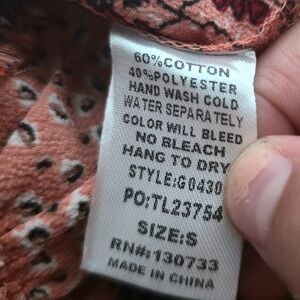 60% COTTON
40% POLYESTER
HAND WASH COLD
WATER SEPARATELY
COLOR WILL BLEED
NO BLEACH
HANG TO DRY
STYLE:G0430
PO:TL23754
SIZE:S
RN#:130733
MADE IN CHINA